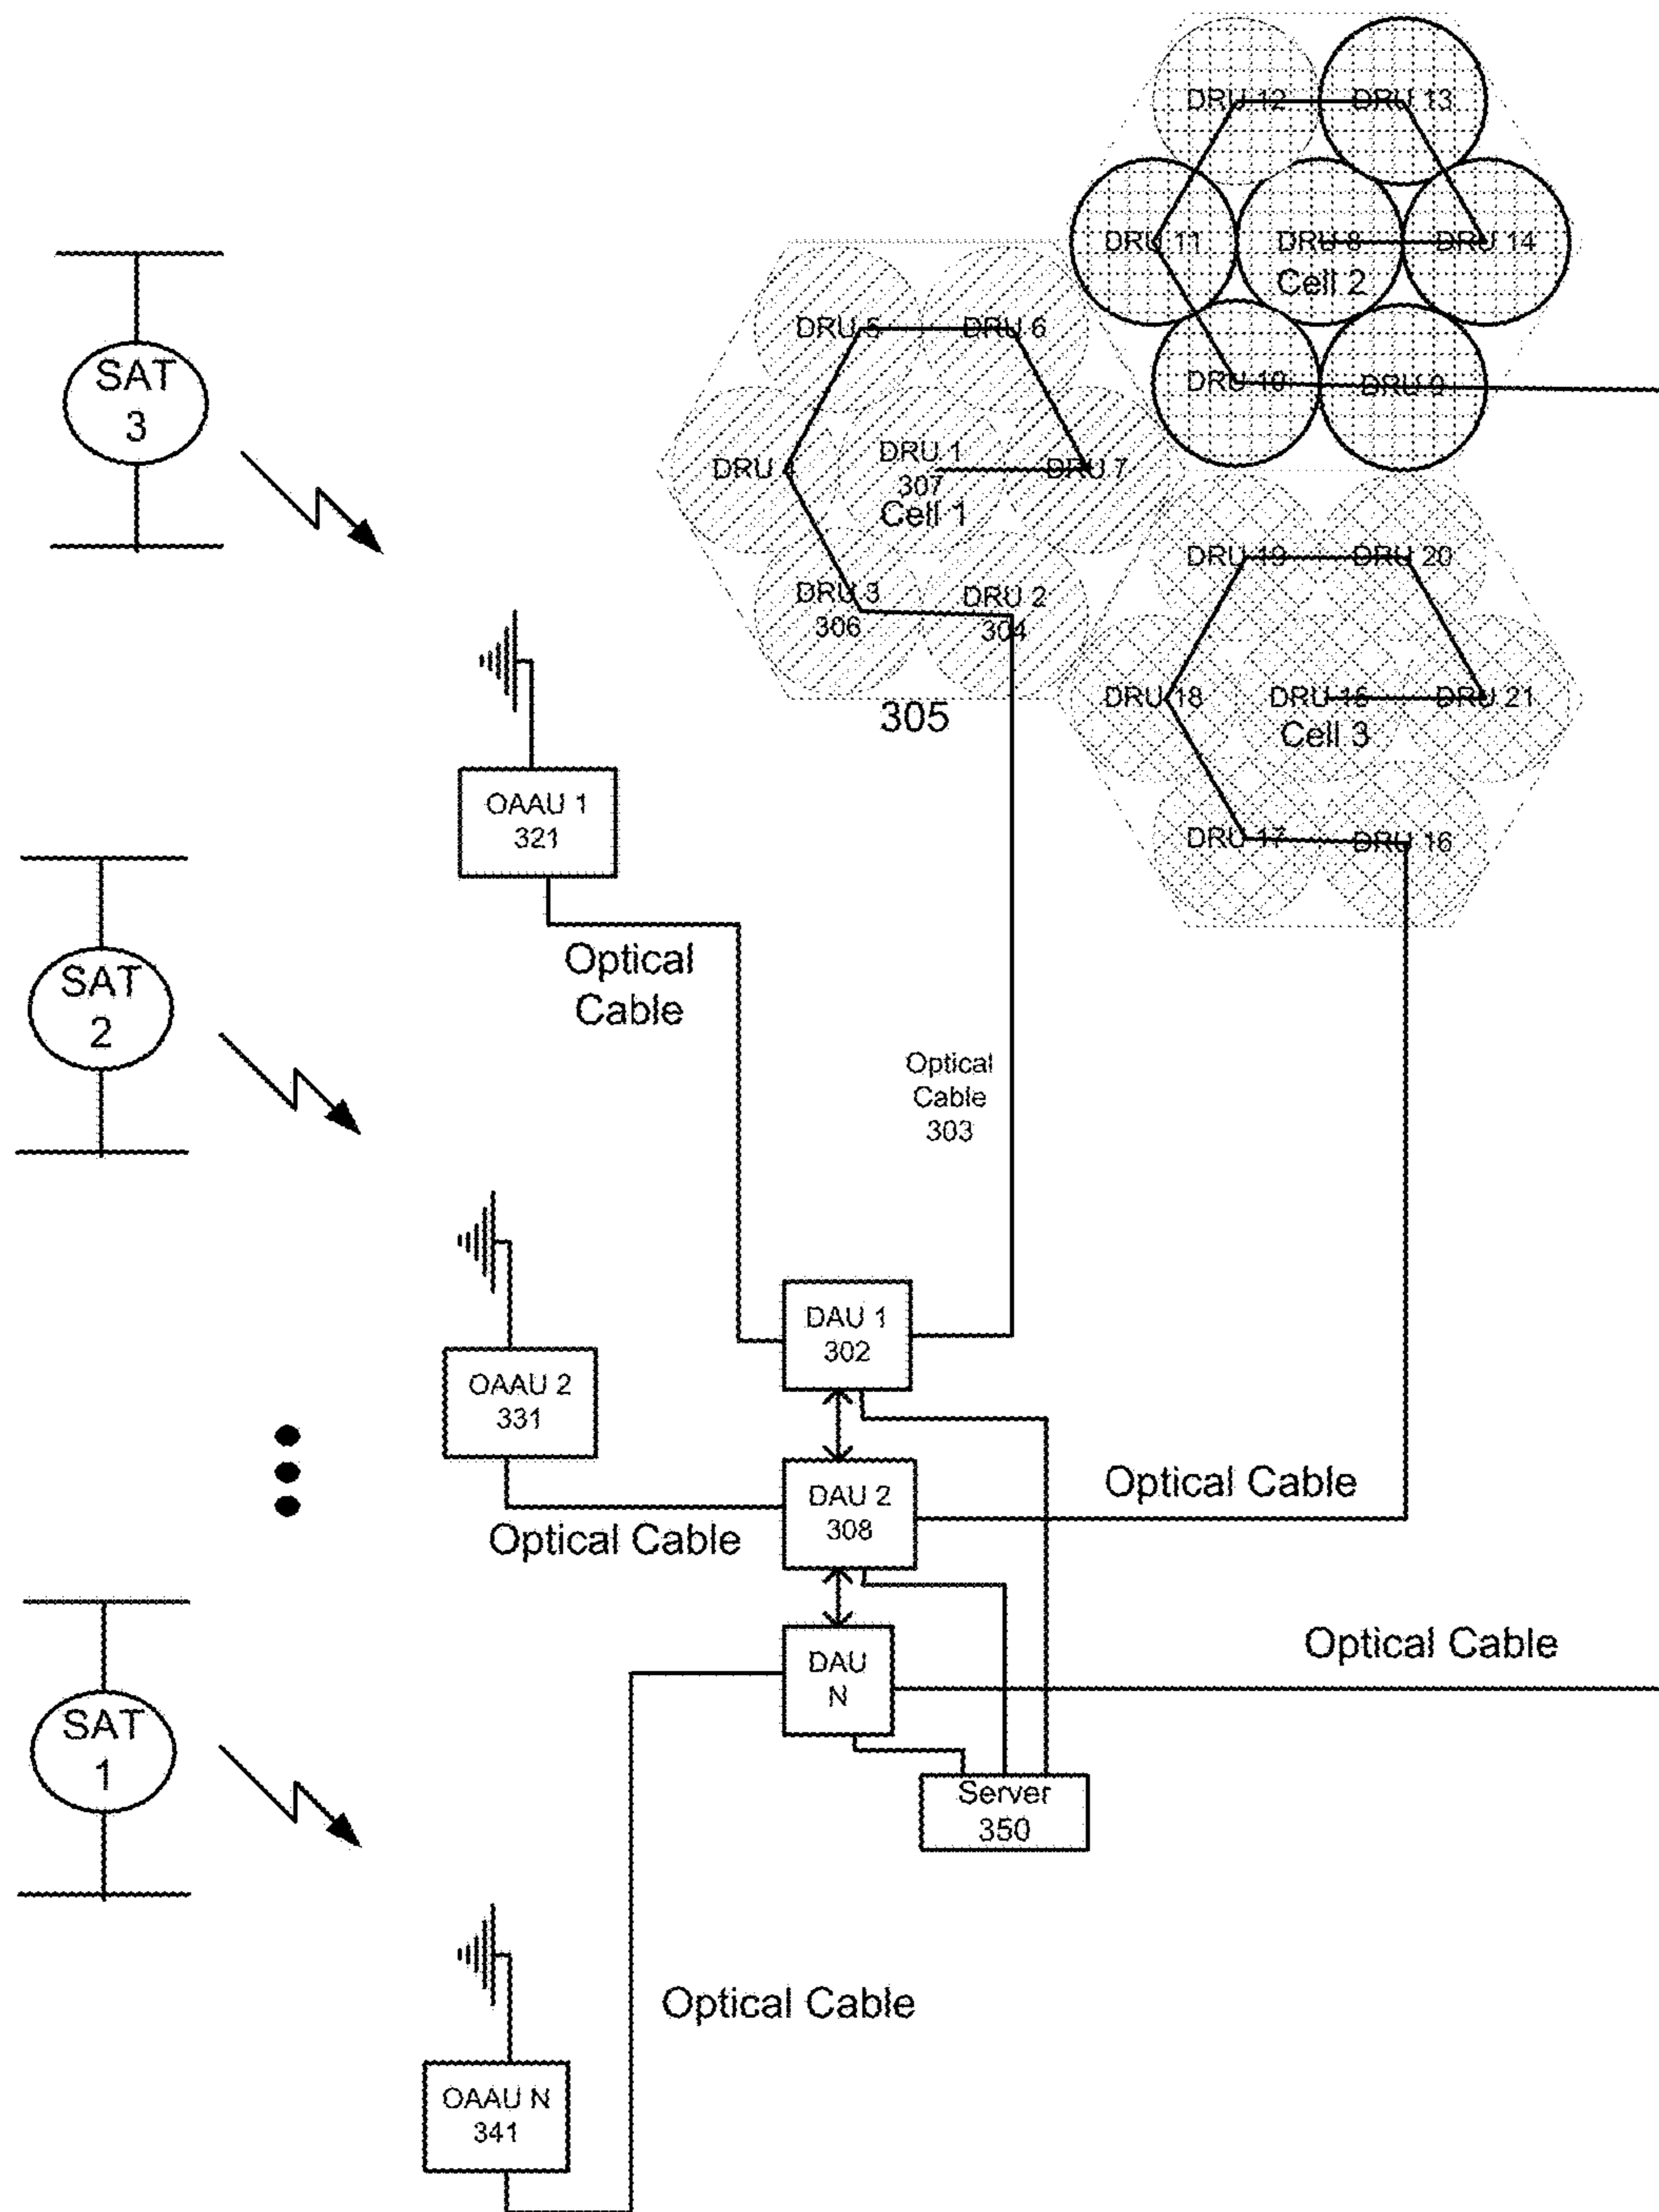 DRU 12
DRU 13
DRU 11
DRU 8
DRU 14
Cell 2
DRU 10
DRU 9
SAT
3
DRU 5
DRU 6
DRU 4
DRU 1
307
DRU 7
Cell 1
DRU 3
306
DRU 2
304
305
DRU 19
DRU 20
DRU 18
DRU 15
DRU 21
Cell 3
DRU 17
DRU 16
OAAU 1
321
Optical
Cable
SAT
2
Optical
Cable
303
DAU 1
302
OAAU 2
331
DAU 2
308
Optical Cable
Optical Cable
DAU
N
Optical Cable
SAT
1
Server
350
Optical Cable
OAAU N
341